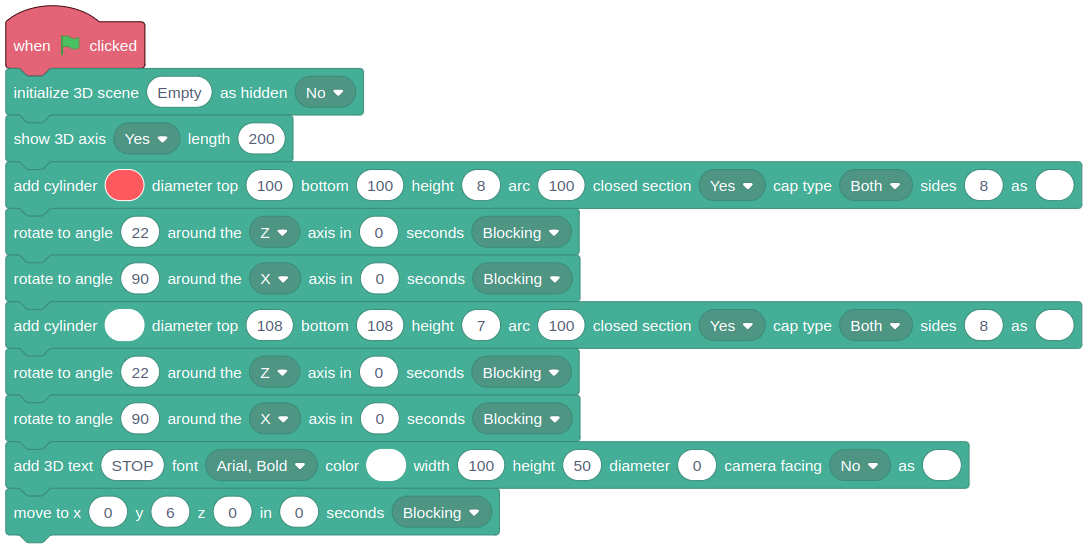 when clicked
initialize 3D scene Empty as hidden No
show 3D axis Yes length 200
add cylinder diameter top 100 bottom 100 height 8 arc 100 closed section Yes cap type Both sides 8 as
rotate to angle 22 around the Z axis in 0 seconds Blocking
rotate to angle 90 around the X axis in 0 seconds Blocking
add cylinder diameter top 108 bottom 108 height 7 arc 100 closed section Yes cap type Both sides 8 as
rotate to angle 22 around the Z axis in 0 seconds Blocking
rotate to angle 90 around the X axis in 0 seconds Blocking
add 3D text STOP font Arial, Bold color width 100 height 50 diameter 0 camera facing No as
move to x 0 y 6 z 0 in 0 seconds Blocking